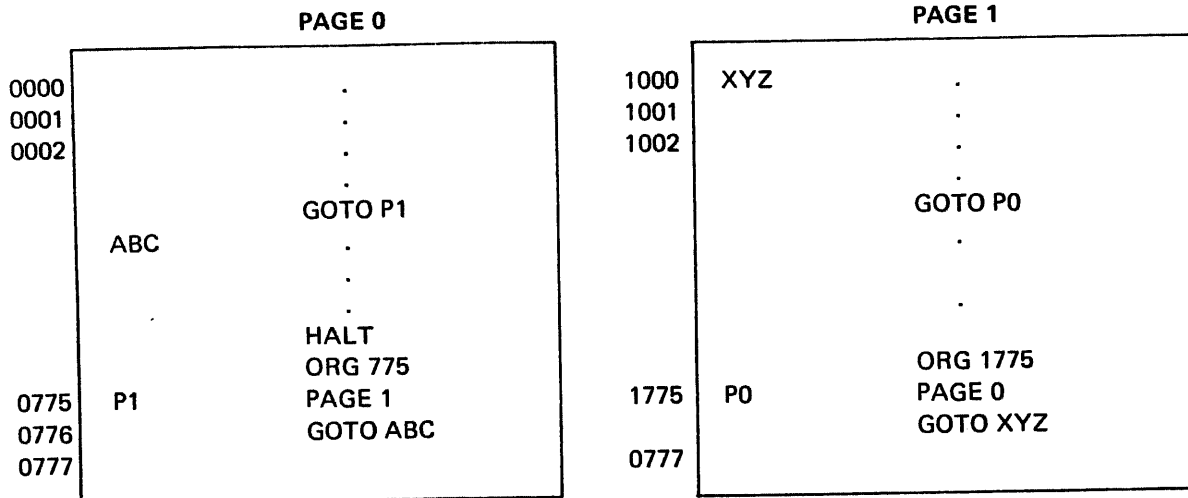 PAGE 0
0000 .
0001 .
0002 .
.
GOTO P1
ABC .
.
.
HALT
ORG 775
0775 P1 PAGE 1
0776 GOTO ABC
0777
PAGE 1
1000 XYZ .
1001 .
1002 .
.
GOTO P0
.
.
ORG 1775
1775 P0 PAGE 0
GOTO XYZ
0777